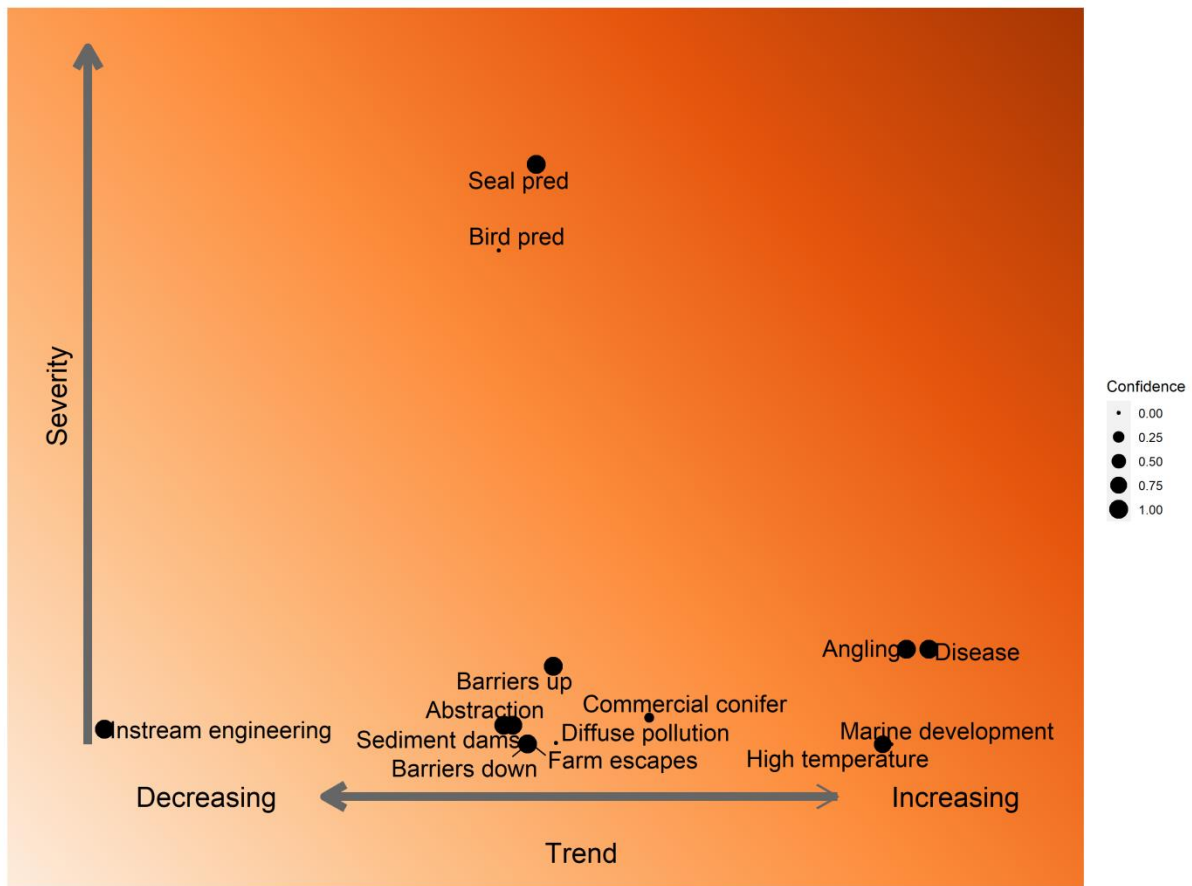 Seal pred
Bird pred
Severity
Angling
Disease
Barriers up
Commercial conifer
Abstraction
Instream engineering
Diffuse pollution
Marine development
Sediment dams
Farm escapes
High temperature
Barriers down
Decreasing
Increasing
Trend
Confidence
0.00
0.25
0.50
0.75
1.00